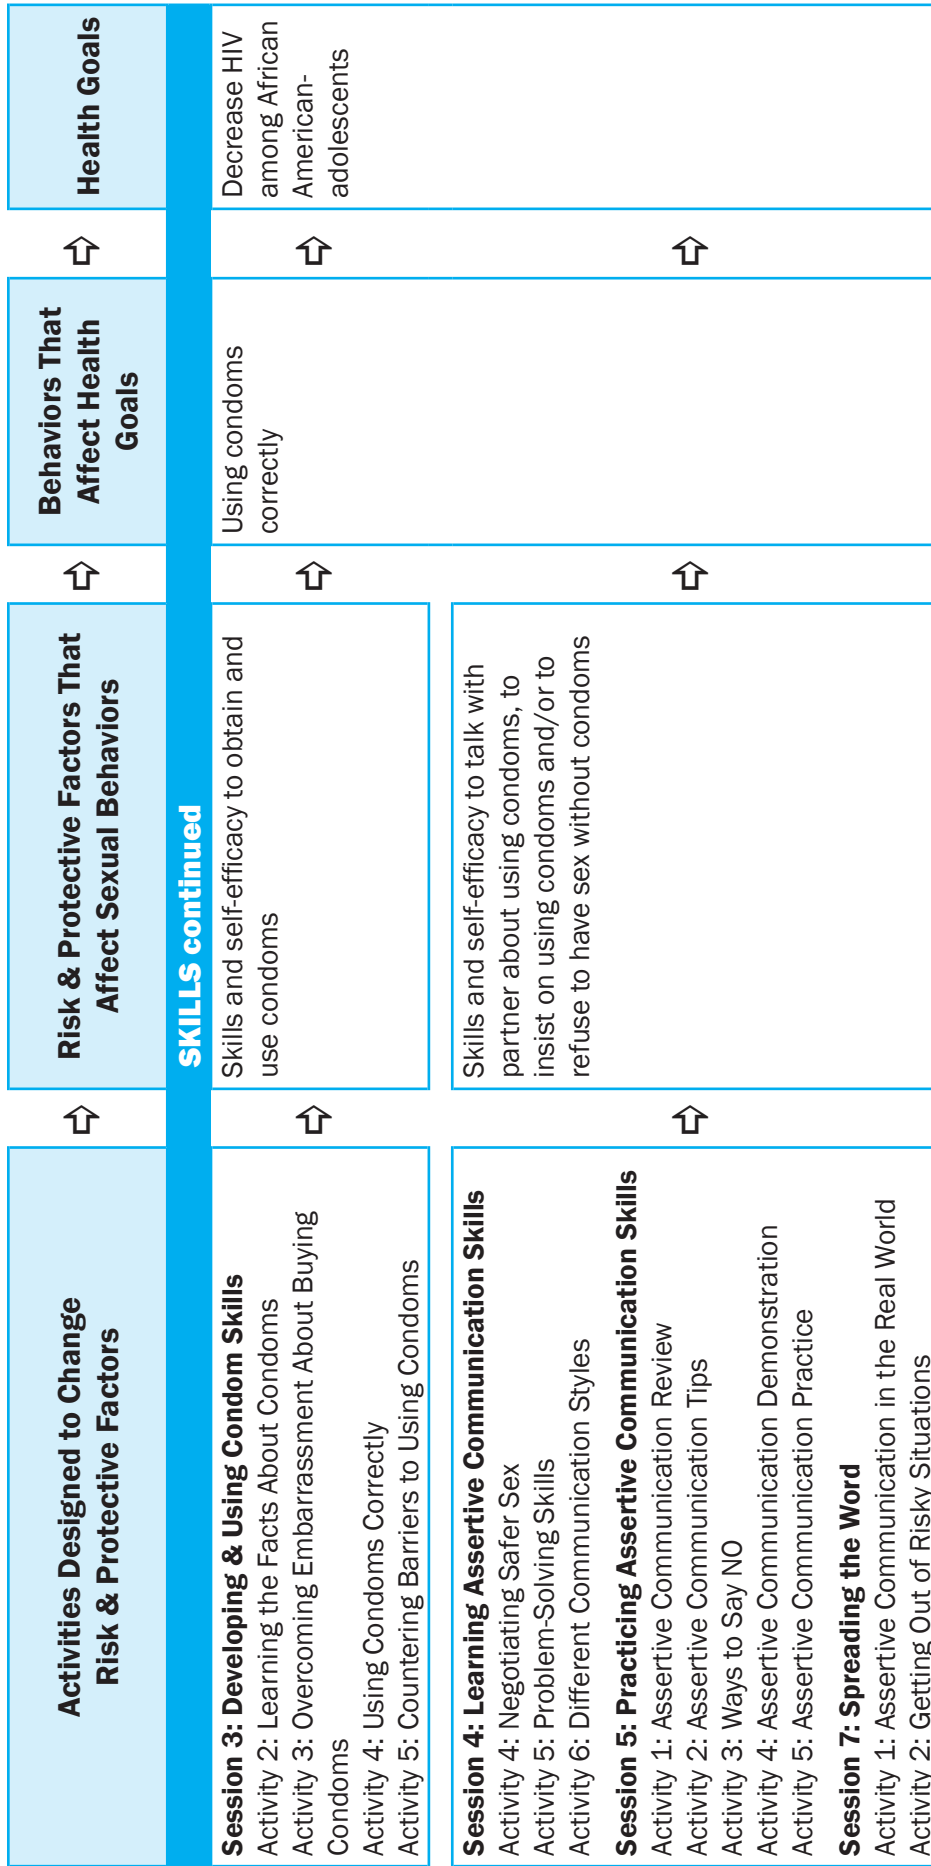 Activities Designed to Change
Risk & Protective Factors
Risk & Protective Factors That
Affect Sexual Behaviors
Behaviors That
Affect Health
Goals
Health Goals
SKILLS continued
Session 3: Developing & Using Condom Skills
Activity 2: Learning the Facts About Condoms
Activity 3: Overcoming Embarrassment About Buying
Condoms
Activity 4: Using Condoms Correctly
Activity 5: Countering Barriers to Using Condoms
Skills and self-efficacy to obtain and
use condoms
Using condoms
correctly
Decrease HIV
among African
American-
adolescents
Session 4: Learning Assertive Communication Skills
Activity 4: Negotiating Safer Sex
Activity 5: Problem-Solving Skills
Activity 6: Different Communication Styles
Session 5: Practicing Assertive Communication Skills
Activity 1: Assertive Communication Review
Activity 2: Assertive Communication Tips
Activity 3: Ways to Say NO
Activity 4: Assertive Communication Demonstration
Activity 5: Assertive Communication Practice
Session 7: Spreading the Word
Activity 1: Assertive Communication in the Real World
Activity 2: Getting Out of Risky Situations
Skills and self-efficacy to talk with
partner about using condoms, to
insist on using condoms and/or to
refuse to have sex without condoms